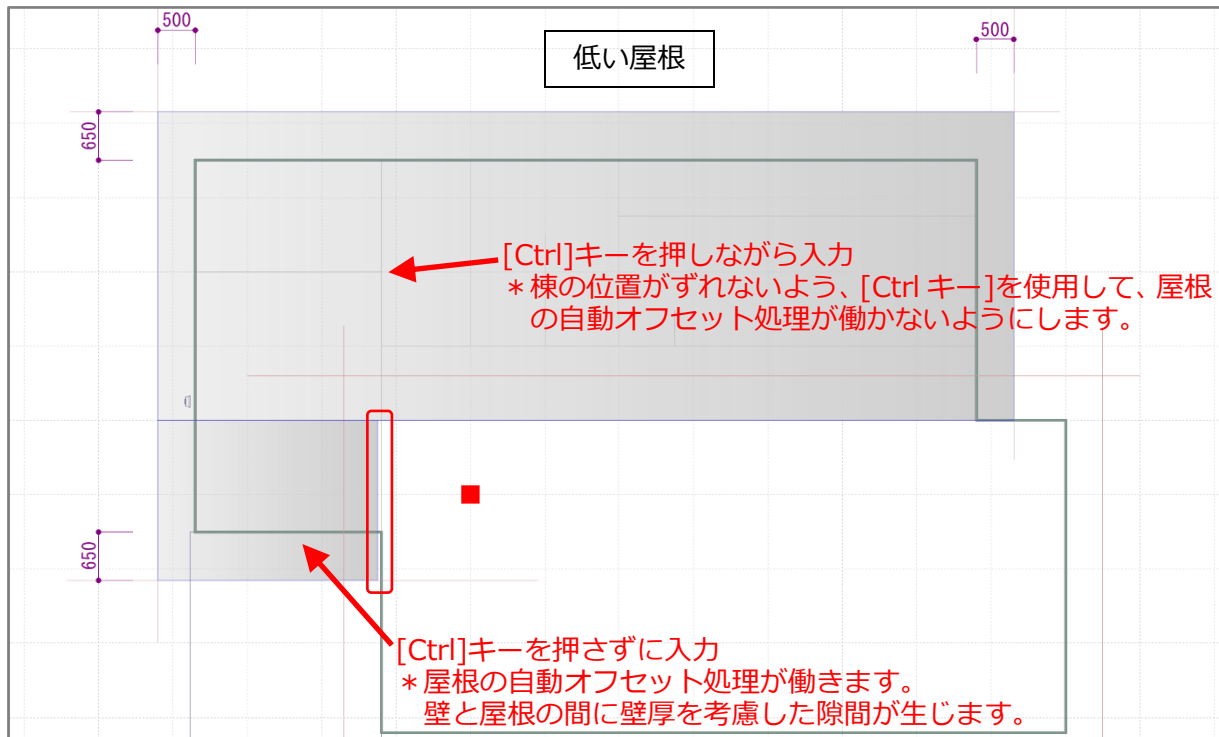 500
低い屋根
500
650
[Ctrl]キーを押しながら入力
＊棟の位置がずれないよう、[Ctrl キー]を使用して、屋根
の自動オフセット処理が働かないようにします。
650
[Ctrl]キーを押さずに入力
＊屋根の自動オフセット処理が働きます。
壁と屋根の間に壁厚を考慮した隙間が生じます。